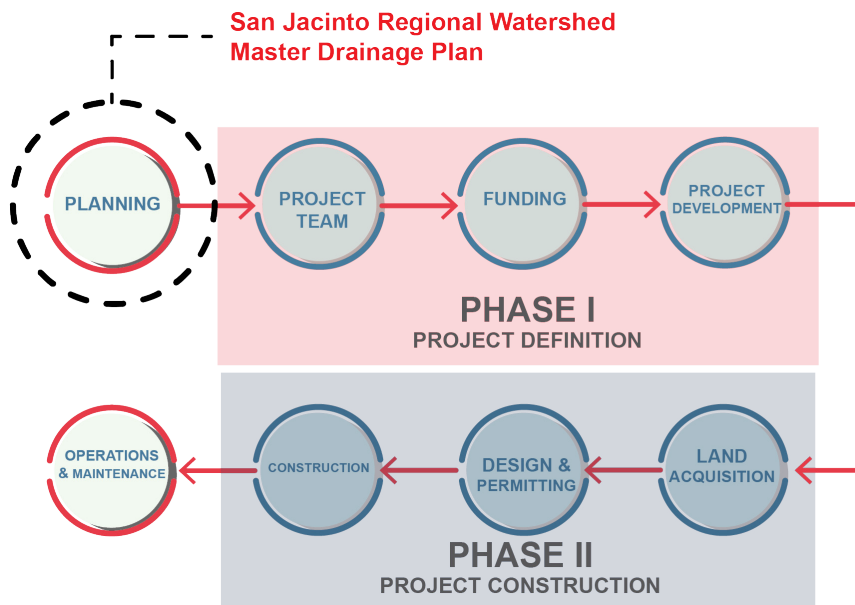 San Jacinto Regional Watershed
Master Drainage Plan
PLANNING
PROJECT
TEAM
FUNDING
PROJECT
DEVELOPMENT
PHASE I
PROJECT DEFINITION
OPERATIONS
& MAINTENANCE
CONSTRUCTION
DESIGN &
PERMITTING
LAND
ACQUISITION
PHASE II
PROJECT CONSTRUCTION